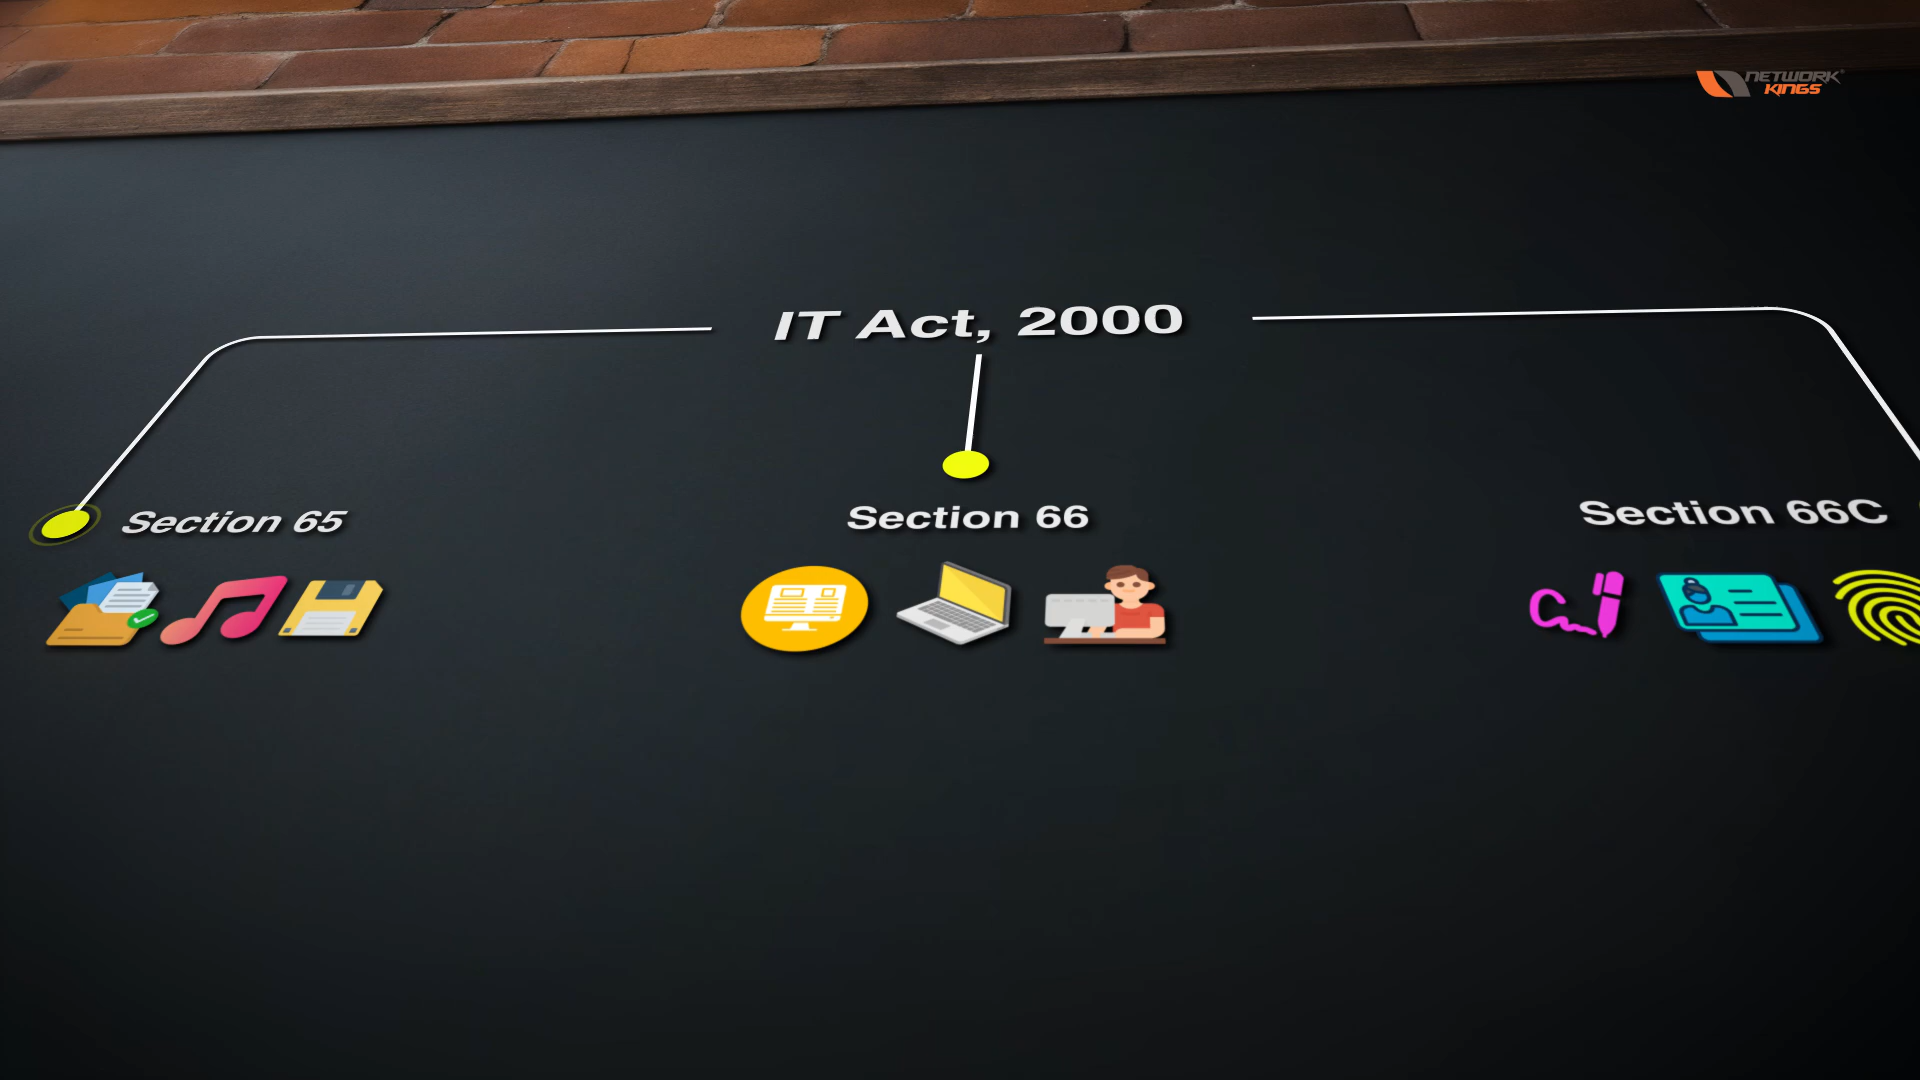 NETWORK
KINGS
IT Act, 2000
Section 65
Section 66
Section 66C